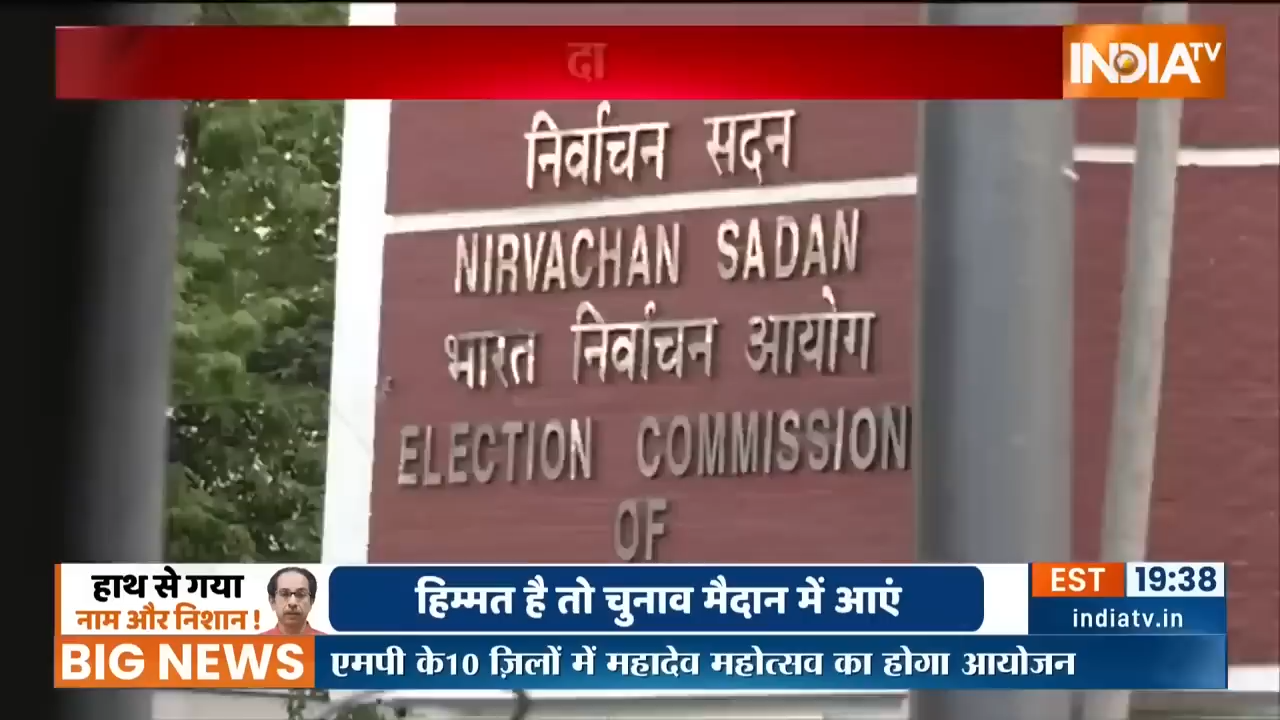 दा
INDIA TV
निर्वाचन सदन
NIRVACHAN SADAN
भारत निर्वाचन आयोग
ELECTION COMMISSION
OF
हाथ से गया
नाम और निशान !
हिम्मत है तो चुनाव मैदान में आएं
EST 19:38
indiatv.in
BIG NEWS
एमपी के10 ज़िलों में महादेव महोत्सव का होगा आयोजन